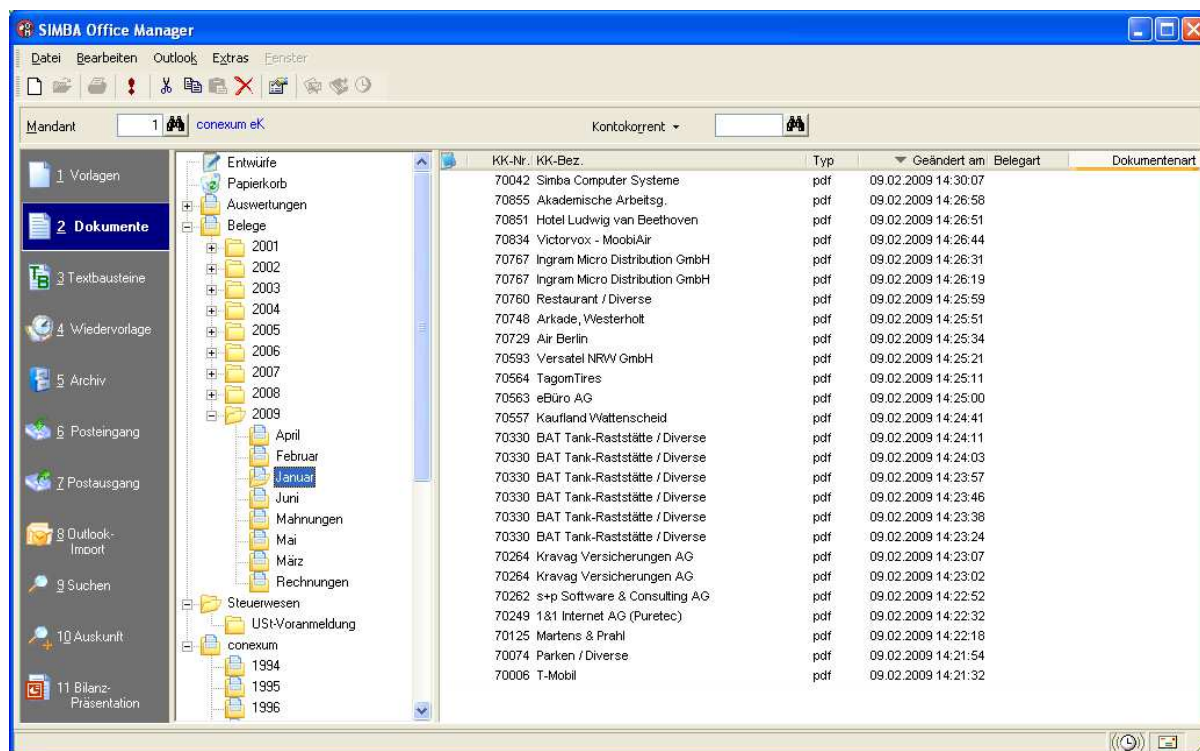 SIMBA Office Manager
Datei Bearbeiten Outlook Extras Fenster
Mandant 1 conexum eK Kontokorrent
1 Vorlagen
2 Dokumente
3 Textbausteine
4 Wiedervorlage
5 Archiv
6 Posteingang
7 Postausgang
8 Outlook-
Import
9 Suchen
10 Auskunft
11 Bilanz-
Präsentation
Entwürfe
Papierkorb
Auswertungen
Belege
2001
2002
2003
2004
2005
2006
2007
2008
2009
April
Februar
Januar
Juni
Mahnungen
Mai
März
Rechnungen
Steuerwesen
USt-Voranmeldung
conexum
1994
1995
1996
KK-Nr. KK-Bez. Typ Geändert am Belegart Dokumentenart
70042 Simba Computer Systeme pdf 09.02.2009 14:30:07
70855 Akademische Arbeitsg. pdf 09.02.2009 14:26:58
70851 Hotel Ludwig van Beethoven pdf 09.02.2009 14:26:51
70834 Victorvox - MoobiAir pdf 09.02.2009 14:26:44
70767 Ingram Micro Distribution GmbH pdf 09.02.2009 14:26:31
70767 Ingram Micro Distribution GmbH pdf 09.02.2009 14:26:19
70760 Restaurant / Diverse pdf 09.02.2009 14:25:59
70748 Arkade, Westerholt pdf 09.02.2009 14:25:51
70729 Air Berlin pdf 09.02.2009 14:25:34
70593 Versatel NRW GmbH pdf 09.02.2009 14:25:21
70564 TagomTires pdf 09.02.2009 14:25:11
70563 eBüro AG pdf 09.02.2009 14:25:00
70557 Kaufland Wattenscheid pdf 09.02.2009 14:24:41
70330 BAT Tank-Raststätte / Diverse pdf 09.02.2009 14:24:11
70330 BAT Tank-Raststätte / Diverse pdf 09.02.2009 14:24:03
70330 BAT Tank-Raststätte / Diverse pdf 09.02.2009 14:23:57
70330 BAT Tank-Raststätte / Diverse pdf 09.02.2009 14:23:46
70330 BAT Tank-Raststätte / Diverse pdf 09.02.2009 14:23:38
70330 BAT Tank-Raststätte / Diverse pdf 09.02.2009 14:23:24
70264 Kravag Versicherungen AG pdf 09.02.2009 14:23:07
70264 Kravag Versicherungen AG pdf 09.02.2009 14:23:02
70262 s+p Software & Consulting AG pdf 09.02.2009 14:22:52
70249 1&1 Internet AG (Puretec) pdf 09.02.2009 14:22:32
70125 Martens & Prahl pdf 09.02.2009 14:22:18
70074 Parken / Diverse pdf 09.02.2009 14:21:54
70006 T-Mobil pdf 09.02.2009 14:21:32